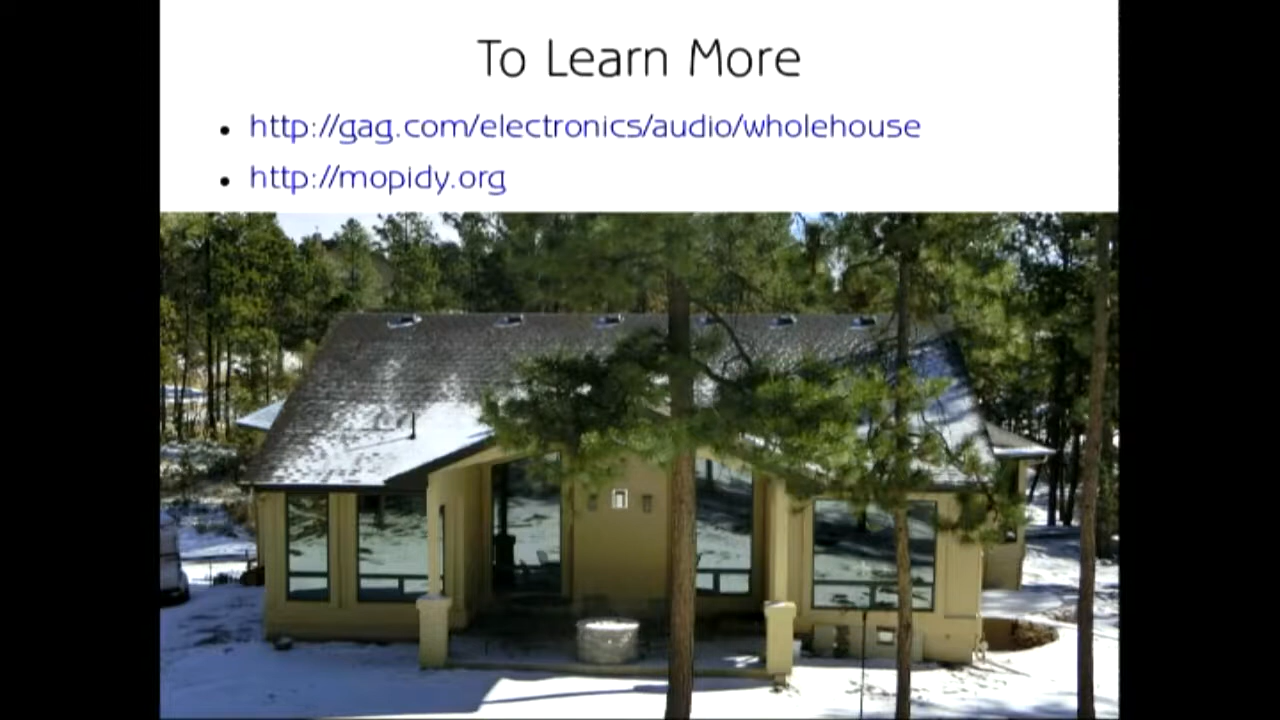 To Learn More
• http://gag.com/electronics/audio/wholehouse
• http://mopidy.org